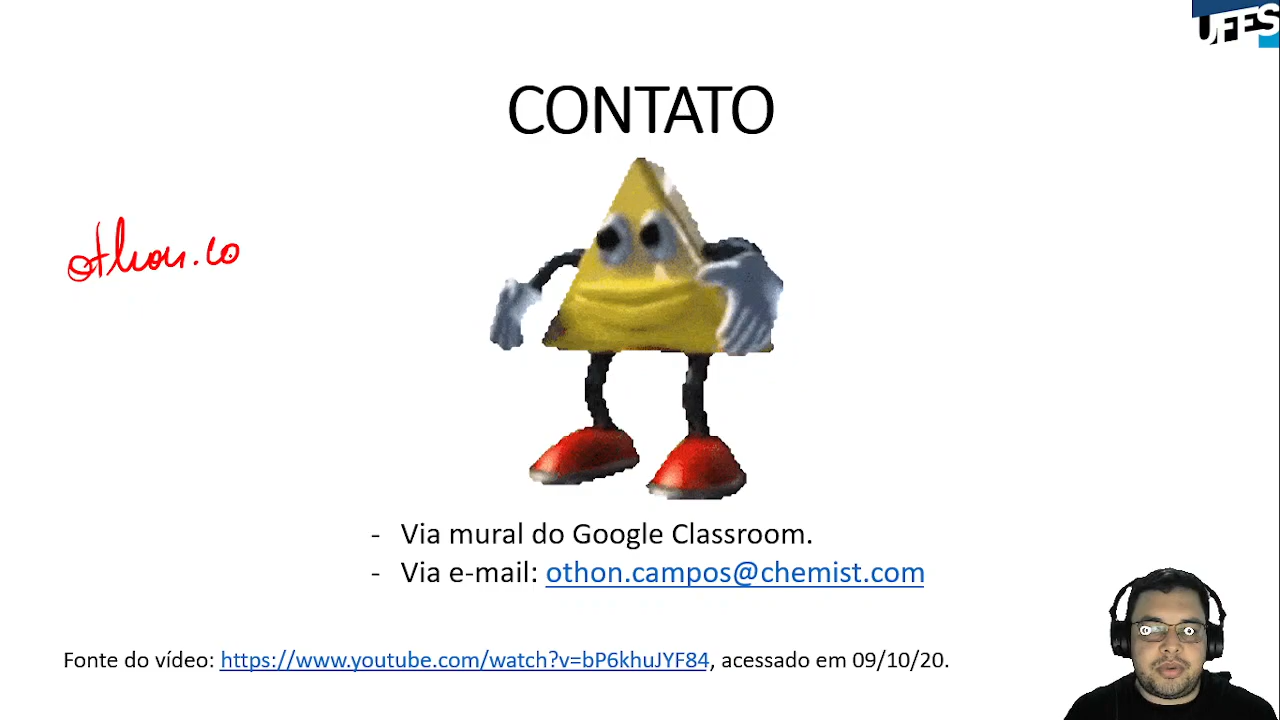 UFES
CONTATO
othon.co
- Via mural do Google Classroom.
- Via e-mail: othon.campos@chemist.com
Fonte do vídeo: https://www.youtube.com/watch?v=bP6khuJYF84, acessado em 09/10/20.